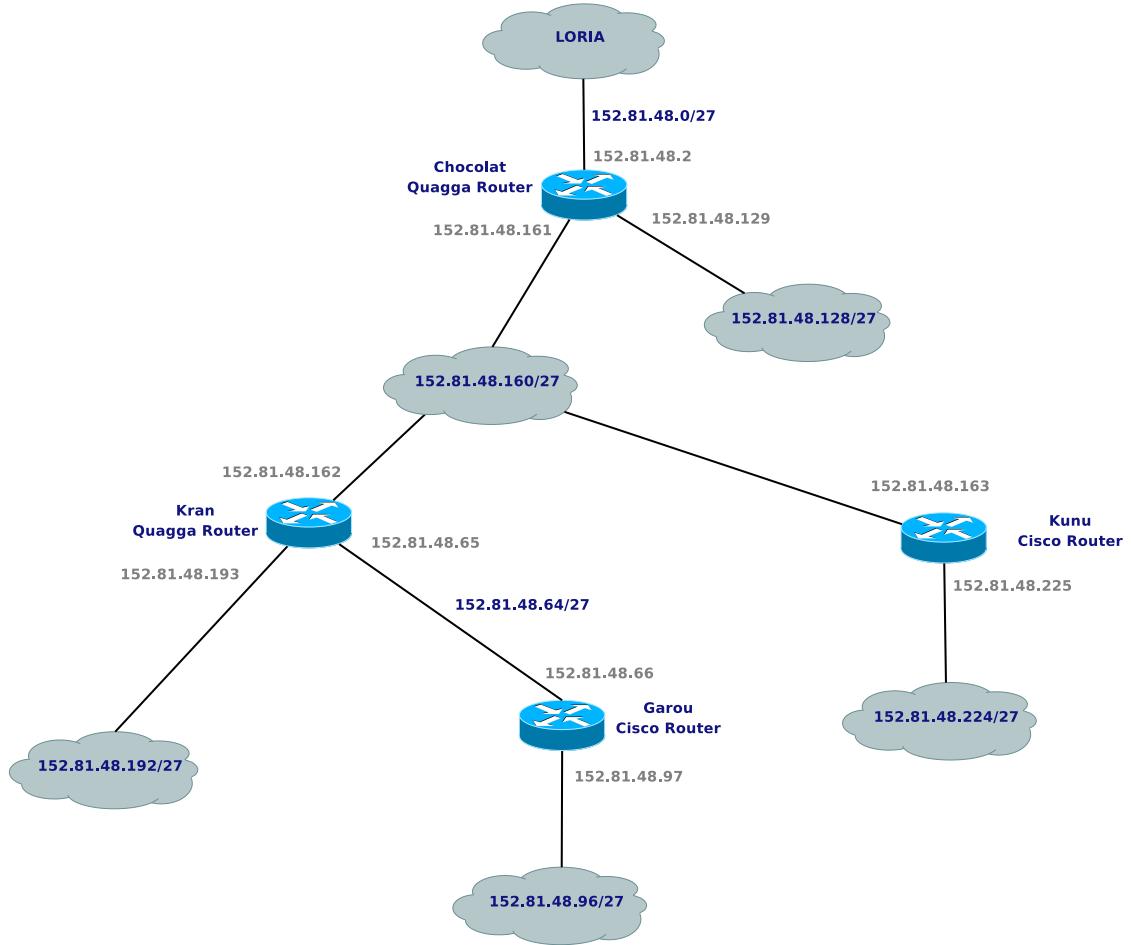 LORIA
152.81.48.0/27
152.81.48.2
Chocolat
Quagga Router
152.81.48.161
152.81.48.129
152.81.48.128/27
152.81.48.160/27
152.81.48.162
152.81.48.163
Kran
Quagga Router
Kunu
Cisco Router
152.81.48.65
152.81.48.193
152.81.48.225
152.81.48.64/27
152.81.48.66
Garou
Cisco Router
152.81.48.224/27
152.81.48.192/27
152.81.48.97
152.81.48.96/27